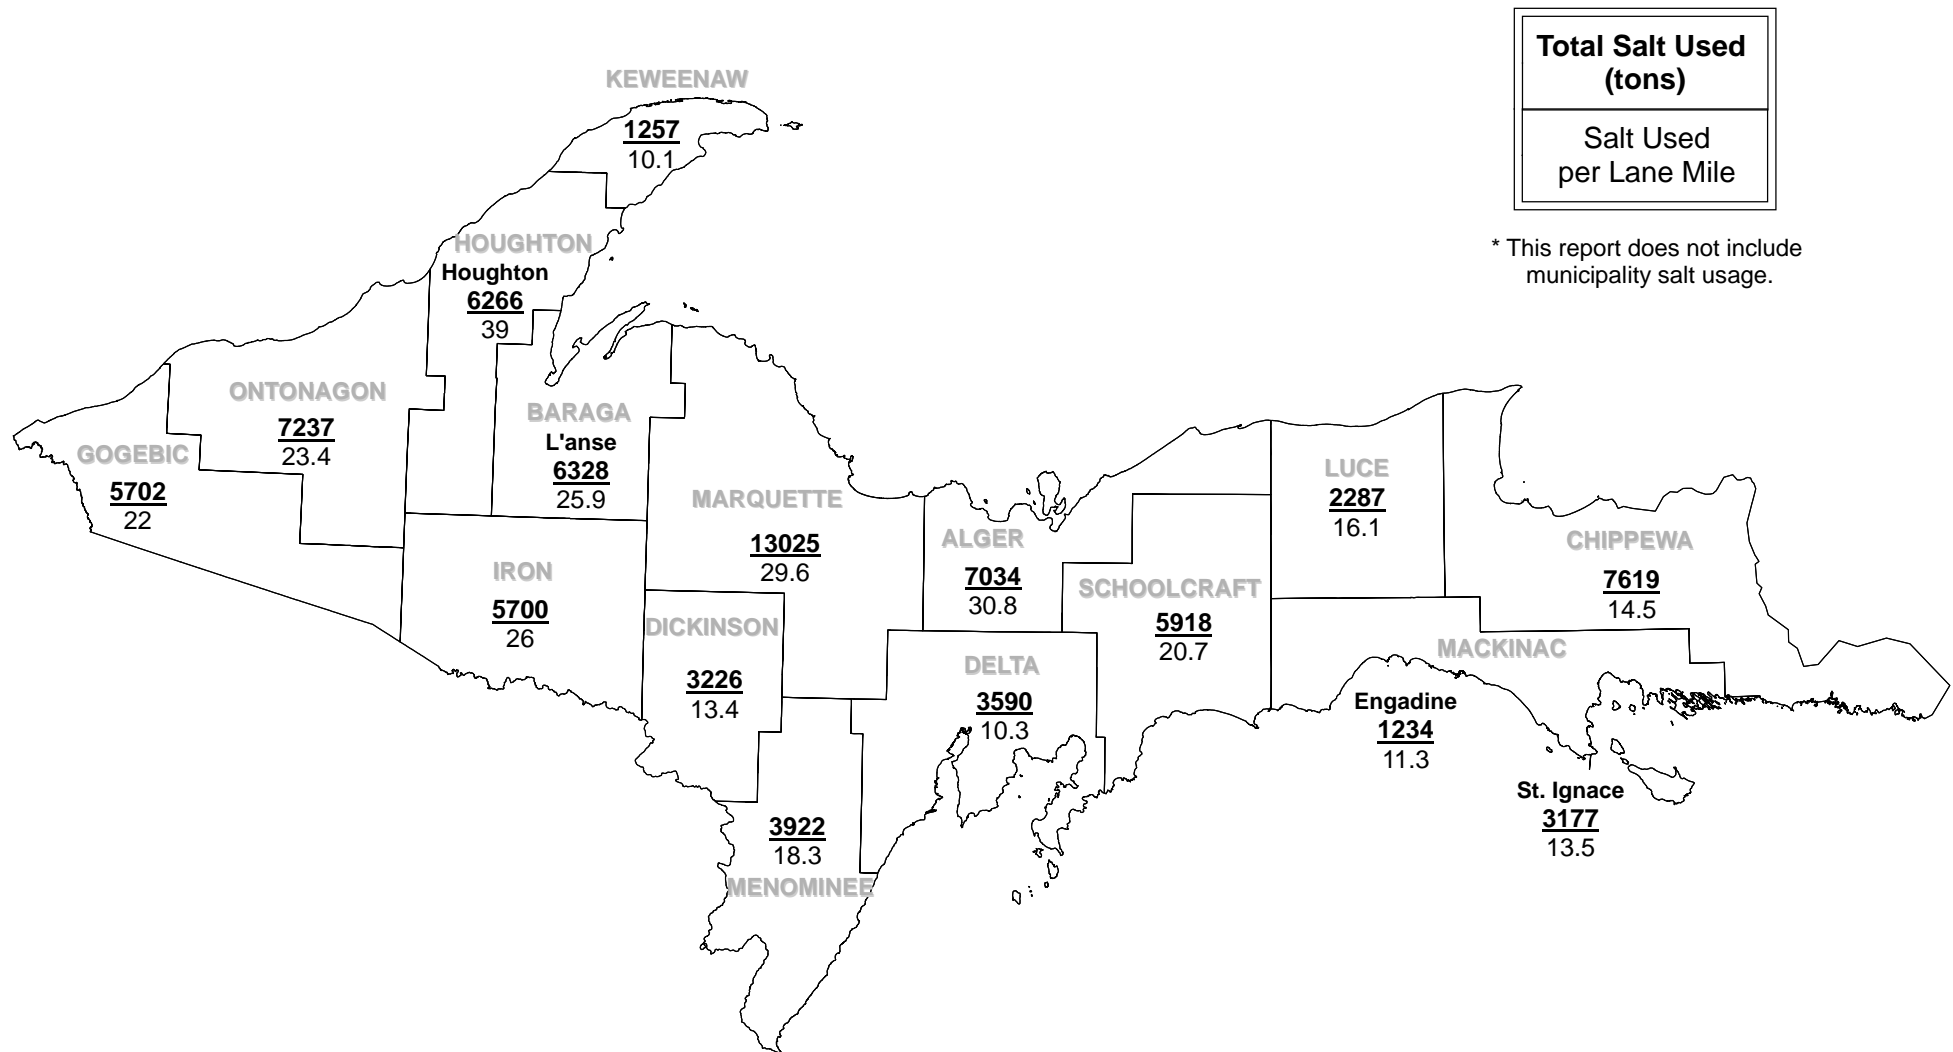 Total Salt Used
(tons)
Salt Used
per Lane Mile
* This report does not include
municipality salt usage.
KEWEENAW
1257
10.1
HOUGHTON
Houghton
6266
39
ONTONAGON
7237
23.4
GOGEBIC
5702
22
BARAGA
L'anse
6328
25.9
MARQUETTE
13025
29.6
IRON
5700
26
DICKINSON
3226
13.4
MENOMINEE
3922
18.3
ALGER
7034
30.8
DELTA
3590
10.3
SCHOOLCRAFT
5918
20.7
LUCE
2287
16.1
CHIPPEWA
7619
14.5
MACKINAC
Engadine
1234
11.3
St. Ignace
3177
13.5